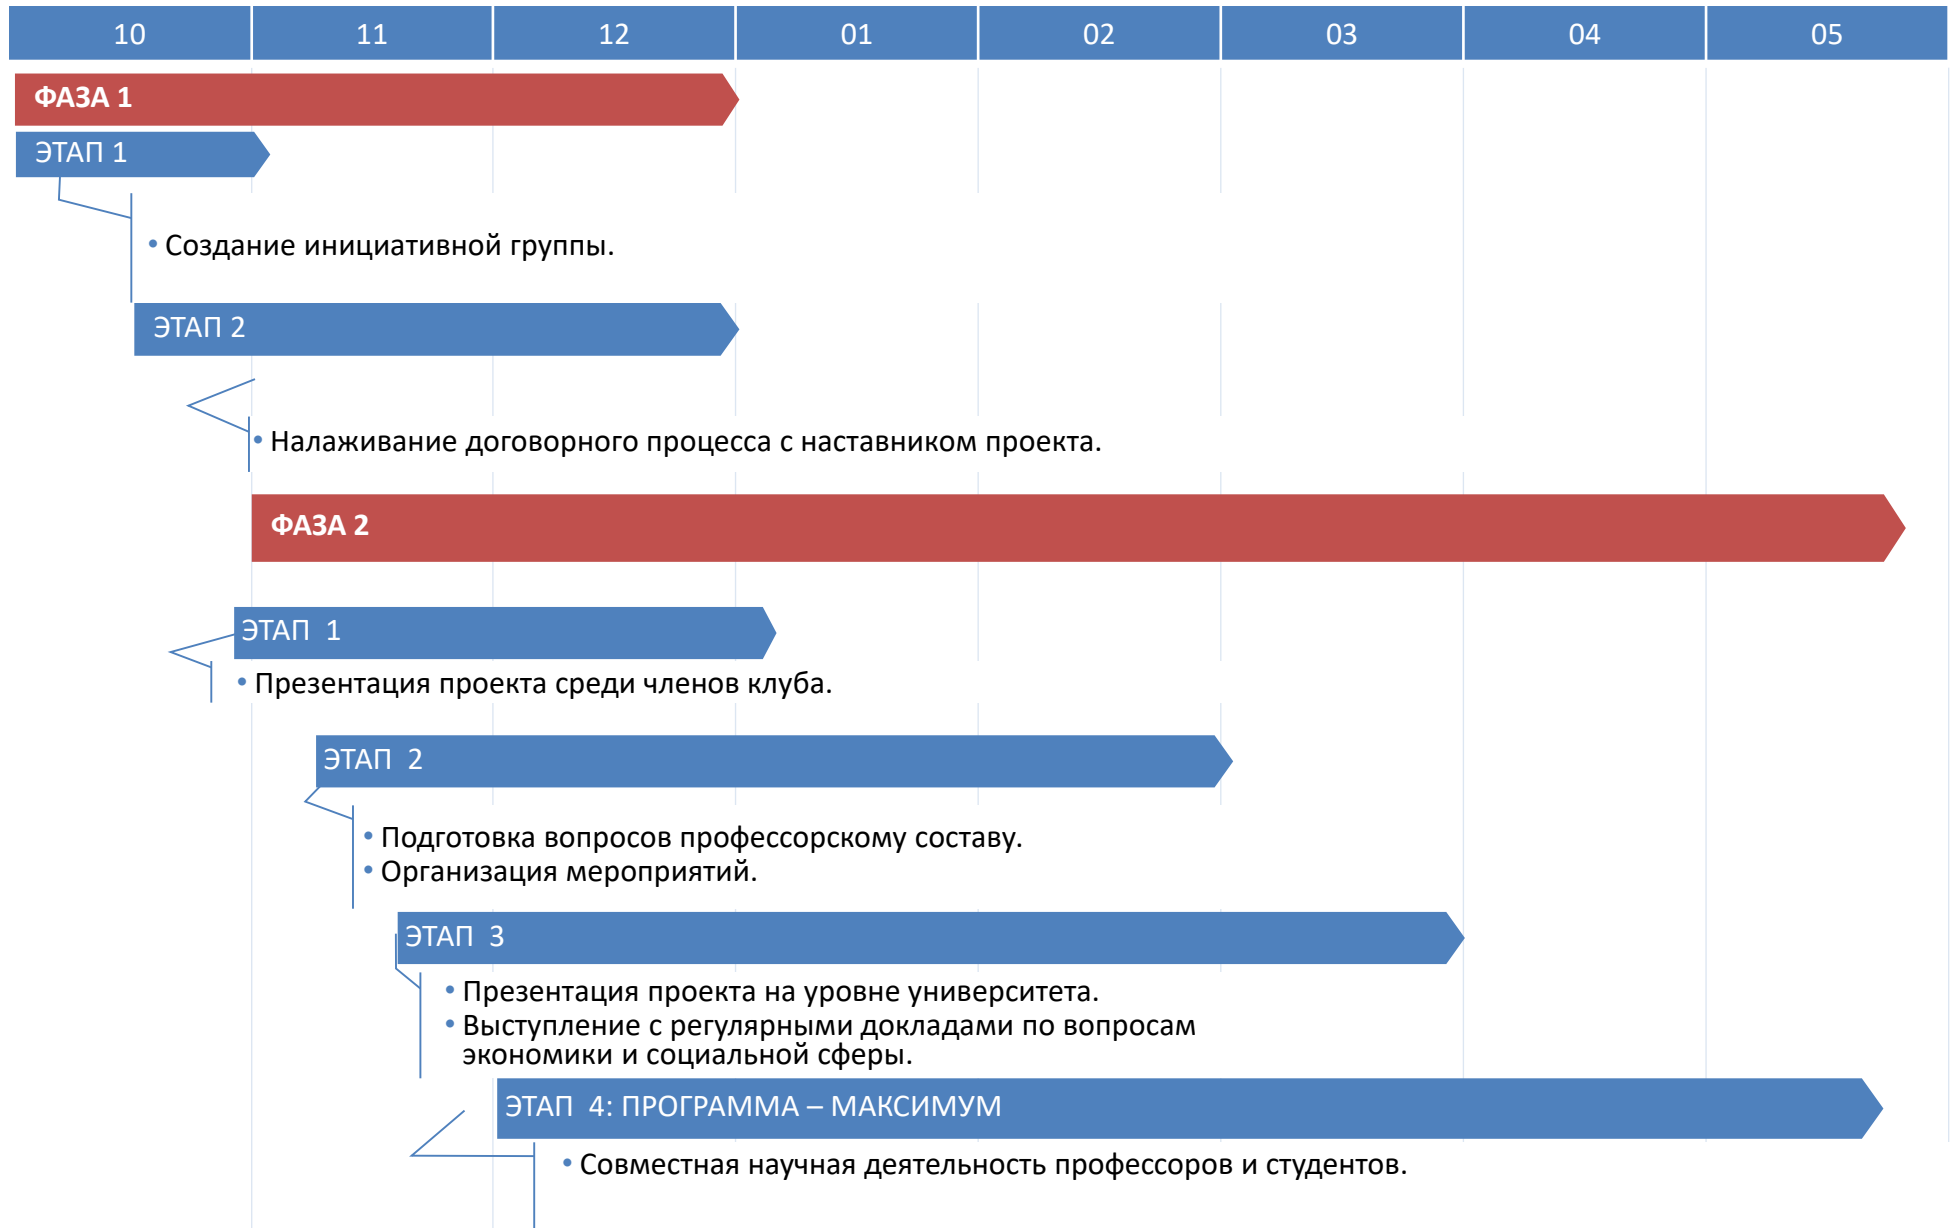 10 11 12 01 02 03 04 05
ФАЗА 1
ЭТАП 1
• Создание инициативной группы.
ЭТАП 2
• Налаживание договорного процесса с наставником проекта.
ФАЗА 2
ЭТАП 1
• Презентация проекта среди членов клуба.
ЭТАП 2
• Подготовка вопросов профессорскому составу.
• Организация мероприятий.
ЭТАП 3
• Презентация проекта на уровне университета.
• Выступление с регулярными докладами по вопросам
экономики и социальной сферы.
ЭТАП 4: ПРОГРАММА – МАКСИМУМ
• Совместная научная деятельность профессоров и студентов.